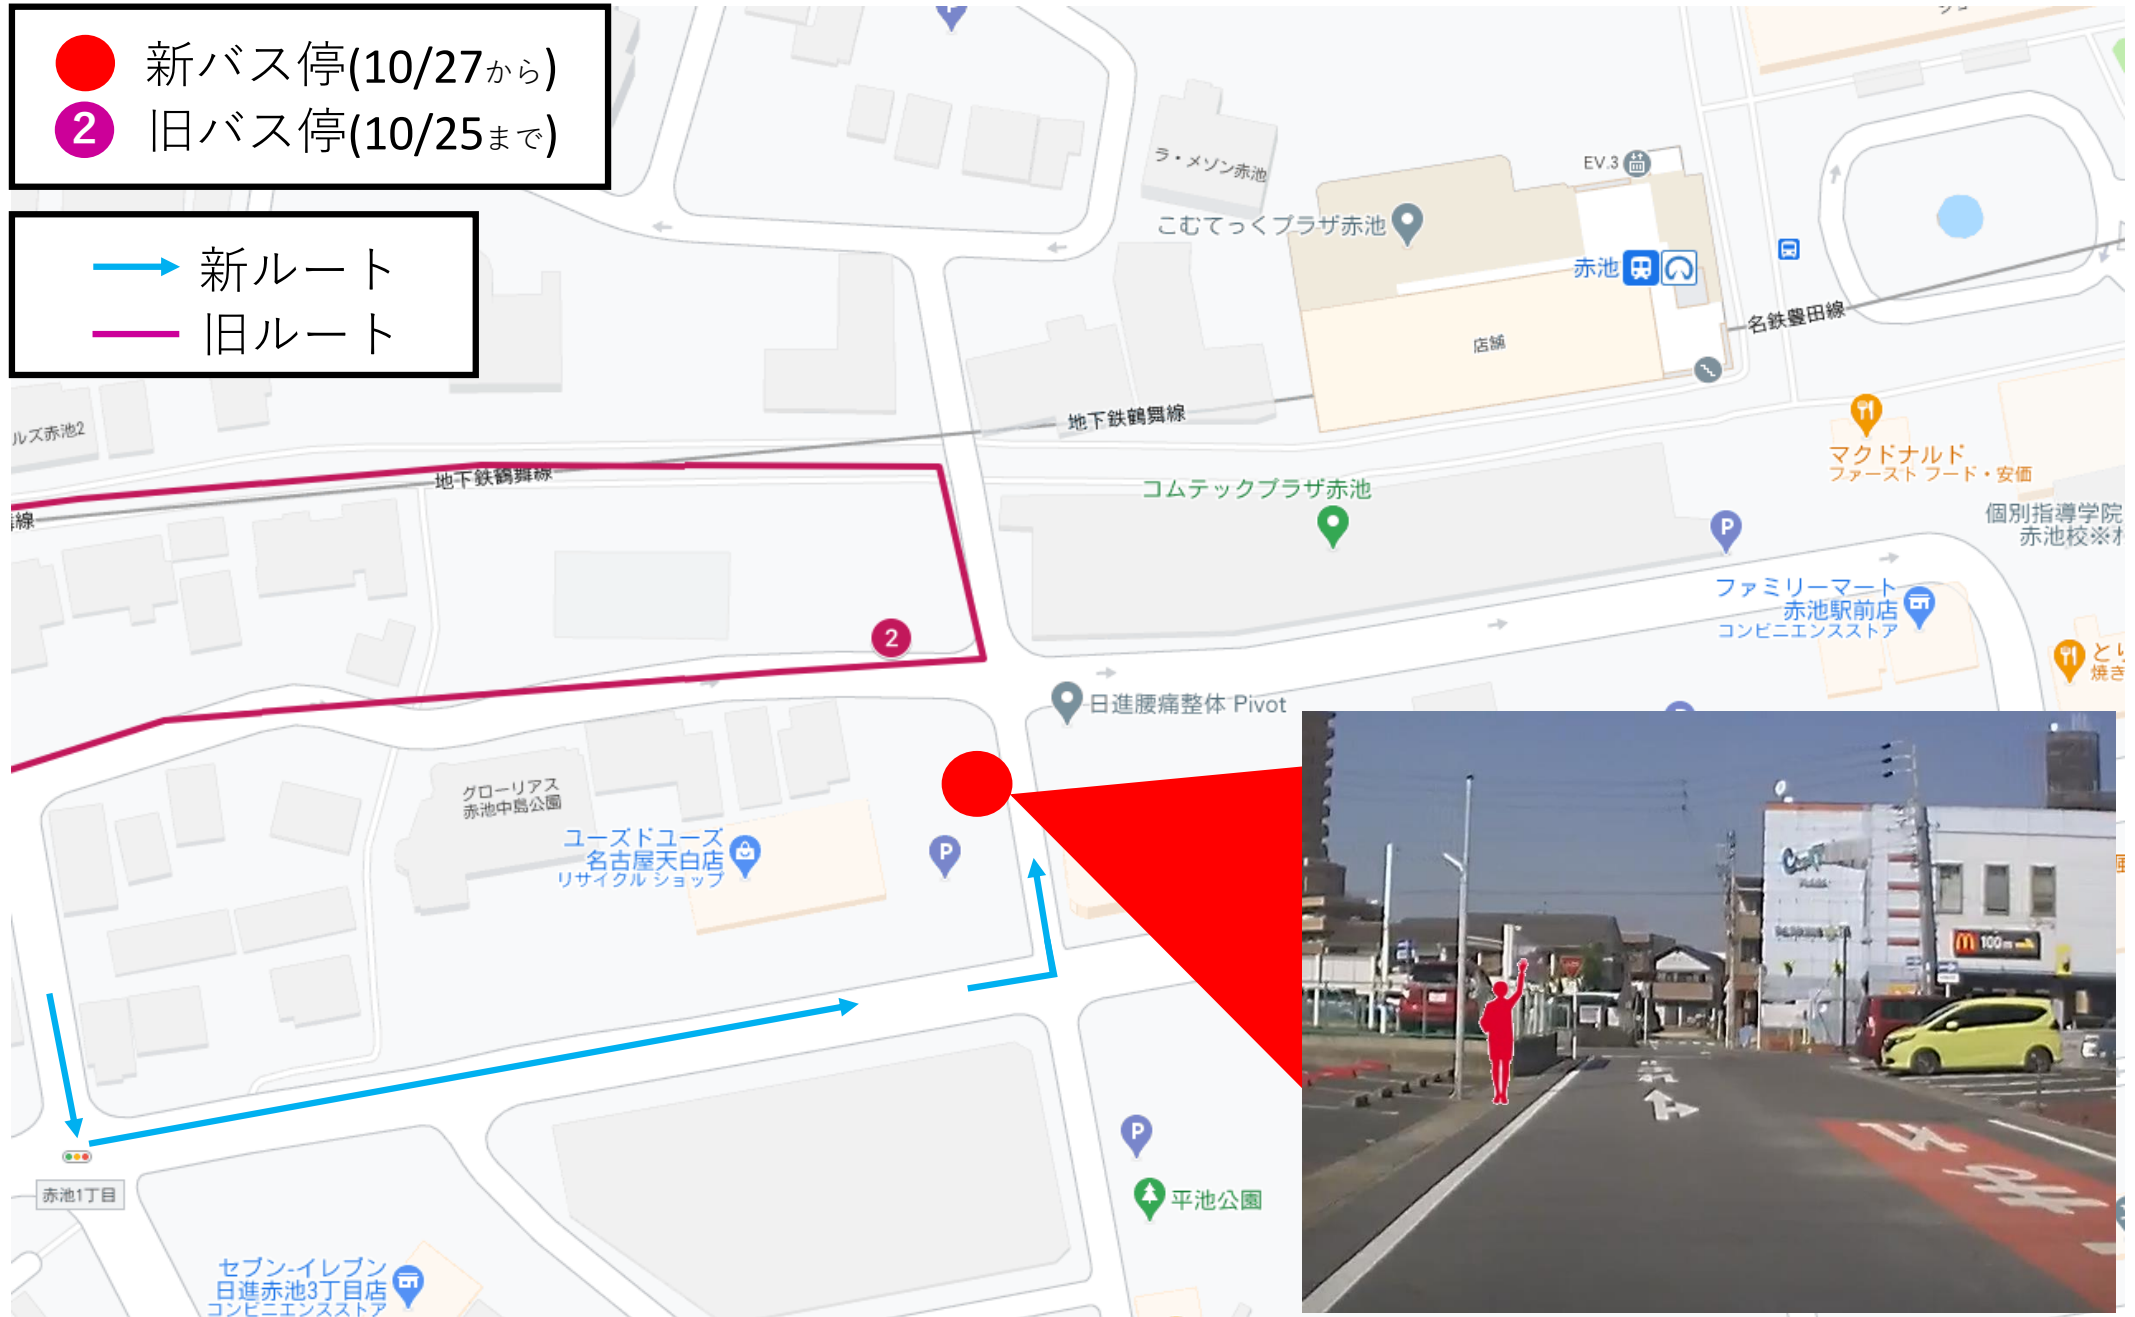 新バス停(10/27から)
2 旧バス停(10/25まで)
新ルート
旧ルート
ラ・メゾン赤池
EV.3
こむてっくプラザ赤池
赤池
店舗
名鉄豊田線
ルズ赤池2
地下鉄鶴舞線
地下鉄鶴舞線
線
コムテックプラザ赤池
P
マクドナルド
ファースト フード・安価
個別指導学院
赤池校※
ファミリーマート
赤池駅前店
コンビニエンスストア
2
日進腰痛整体 Pivot
とり
焼き
グローリアス
赤池中島公園
ユーズドユーズ
名古屋天白店
リサイクル ショップ
P
100m
P
平池公園
赤池1丁目
セブン-イレブン
日進赤池3丁目店
コンビニエンスストア